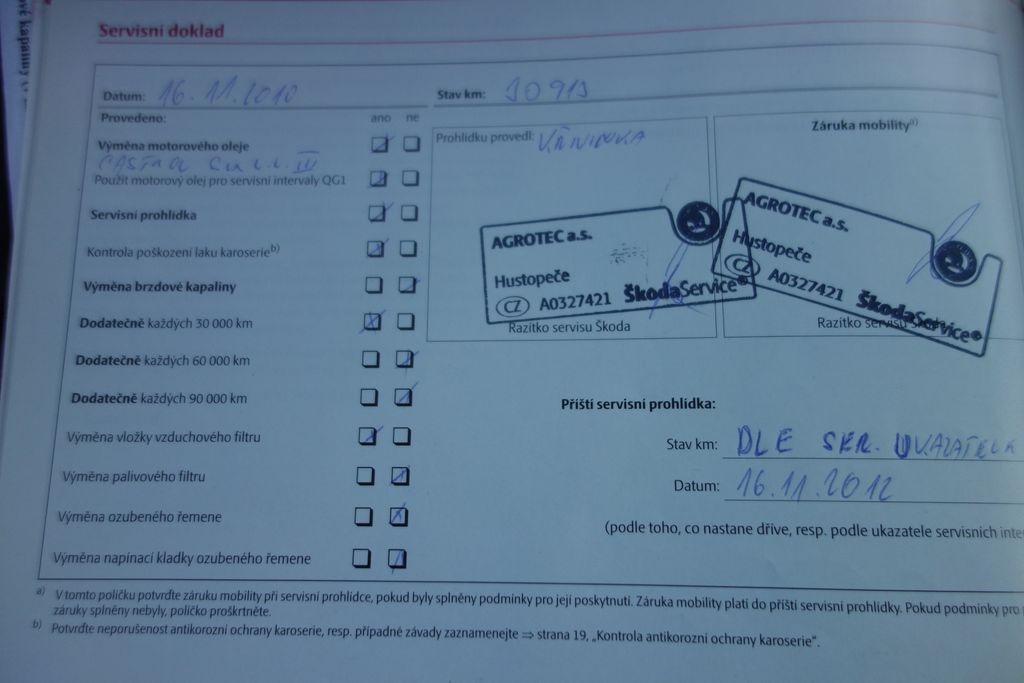 Servisní doklad
Datum: 16.11.2010
Stav km: 30913
Provedeno:
ano ne
Výměna motorového oleje
CASTROL III
Použit motorový olej pro servisní intervaly QG1
Servisní prohlídka
Kontrola poškození laku karoserie b)
Výměna brzdové kapaliny
Dodatečně každých 30 000 km
Dodatečně každých 60 000 km
Dodatečně každých 90 000 km
Výměna vložky vzduchového filtru
Výměna palivového filtru
Výměna ozubeného řemene
Výměna napínací kladky ozubeného řemene
Prohlídku provedl:
AGROTEC a.s.
Hustopeče
CZ A0327421 ŠkodaService®
Razítko servisu Škoda
Záruka mobility a)
AGROTEC a.s.
Hustopeče
CZ A0327421 ŠkodaService®
Razítko servisu Škoda
Příští servisní prohlídka:
Stav km: DLE SER. UKAZATELE
Datum: 16.11.2012
(podle toho, co nastane dříve, resp. podle ukazatele servisních inte
a) V tomto políčku potvrďte záruku mobility při servisní prohlídce, pokud byly splněny podmínky pro její poskytnutí. Záruka mobility platí do příští servisní prohlídky. Pokud podmínky pro
záruky splněny nebyly, políčko proškrtněte.
b) Potvrďte neporušenost antikorozní ochrany karoserie, resp. případné závady zaznamenejte ⇒ strana 19, „Kontrola antikorozní ochrany karoserie“.